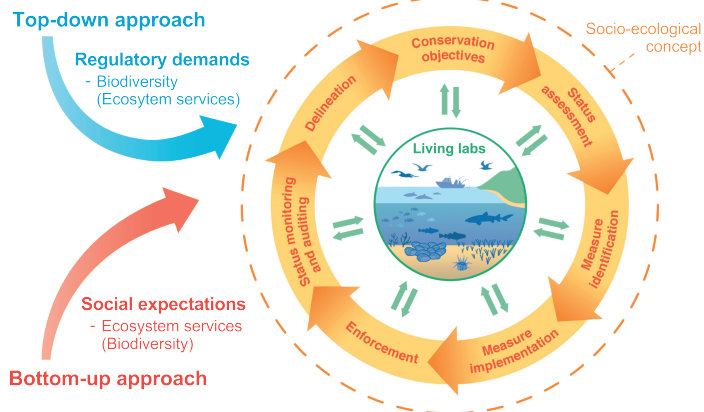 Top-down approach
Regulatory demands
- Biodiversity
(Ecosytem services)
Socio-ecological
concept
Conservation
objectives
Status
assessment
Measure
identification
Measure
implementation
Enforcement
Status monitoring
and auditing
Delineation
Living labs
Social expectations
- Ecosystem services
(Biodiversity)
Bottom-up approach